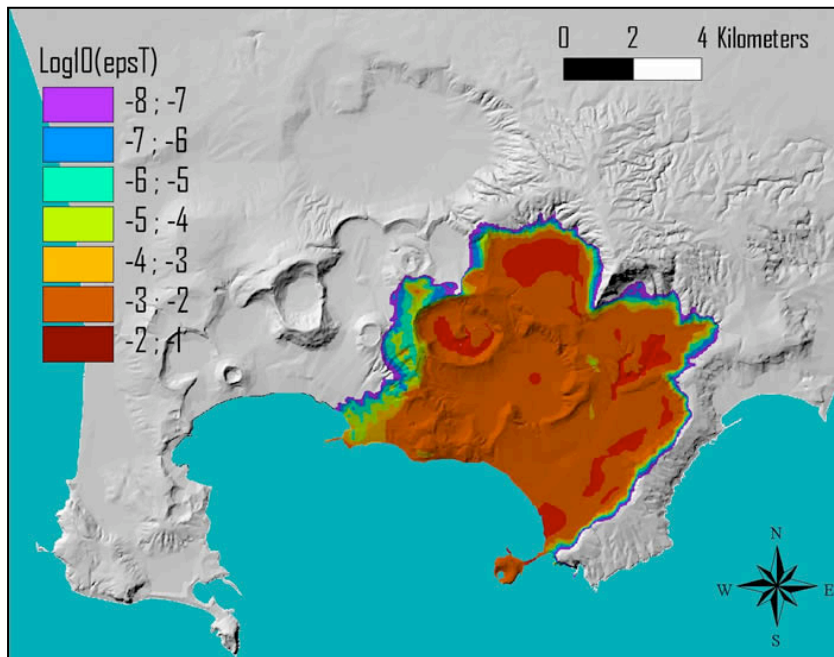 0 2 4 Kilometers
Log10(epsT)
-8 ; -7
-7 ; -6
-6 ; -5
-5 ; -4
-4 ; -3
-3 ; -2
-2 ; -1
N
W E
S